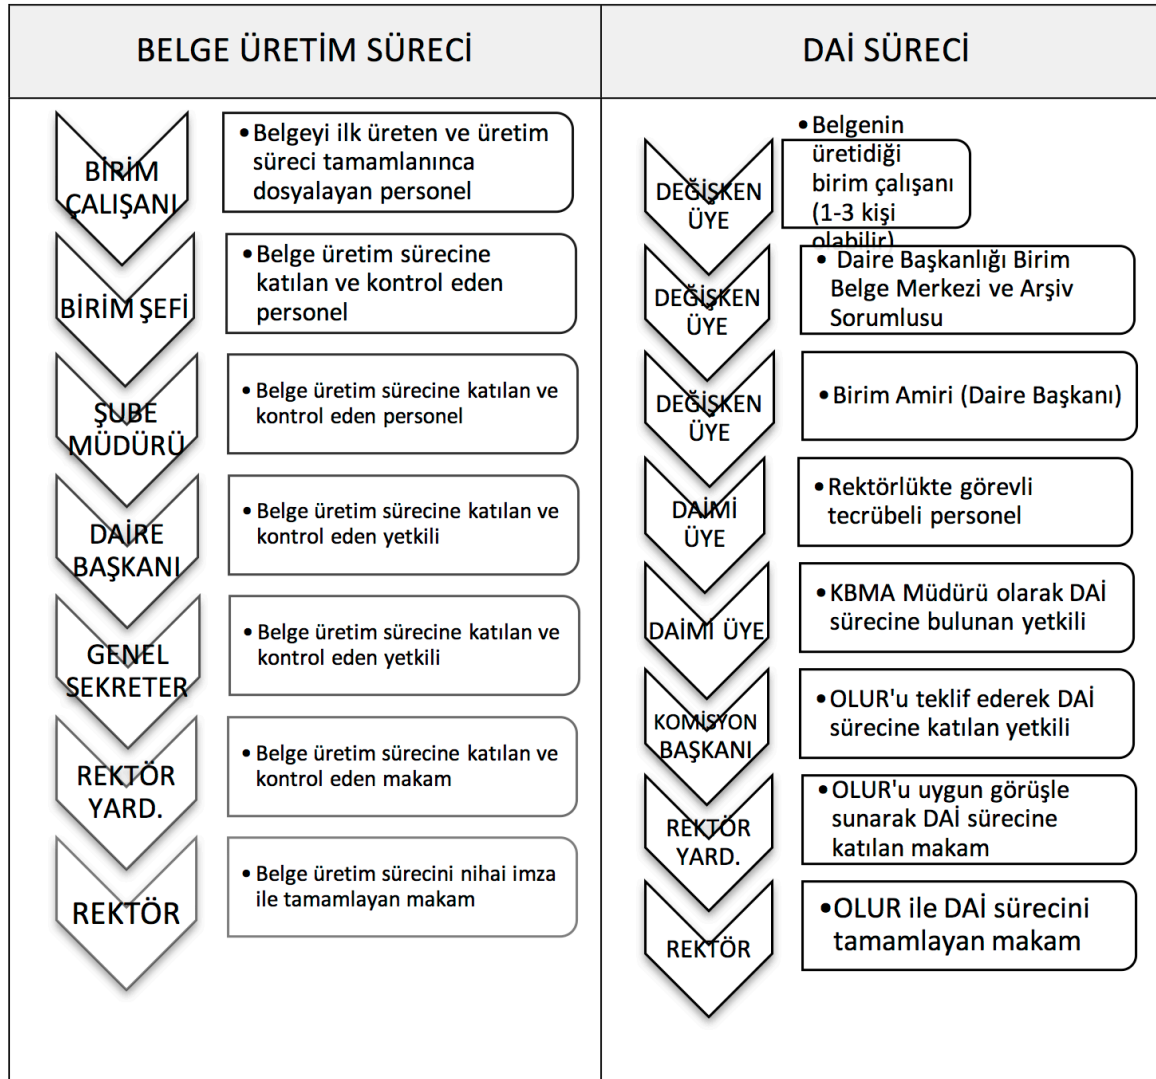 BELGE ÜRETİM SÜRECİ
BİRİM
ÇALIŞANI
•Belgeyi ilk üreten ve üretim
süreci tamamlanınca
dosyalayan personel
BİRİM ŞEFİ
•Belge üretim sürecine
katılan ve kontrol eden
personel
ŞUBE
MÜDÜRÜ
•Belge üretim sürecine katılan ve
kontrol eden personel
DAİRE
BAŞKANI
•Belge üretim sürecine katılan ve
kontrol eden yetkili
GENEL
SEKRETER
•Belge üretim sürecine katılan ve
kontrol eden yetkili
REKTÖR
YARD.
•Belge üretim sürecine katılan ve
kontrol eden makam
REKTÖR
•Belge üretim sürecini nihai imza
ile tamamlayan makam
DAİ SÜRECİ
DEĞİŞKEN
ÜYE
•Belgenin
üretidiği
birim çalışanı
(1-3 kişi
olabilir)
DEĞİŞKEN
ÜYE
• Daire Başkanlığı Birim
Belge Merkezi ve Arşiv
Sorumlusu
DEĞİŞKEN
ÜYE
•Birim Amiri (Daire Başkanı)
DAİMİ
ÜYE
•Rektörlükte görevli
tecrübeli personel
DAİMİ ÜYE
•KBMA Müdürü olarak DAİ
sürecine bulunan yetkili
KOMİSYON
BAŞKANI
•OLUR'u teklif ederek DAİ
sürecine katılan yetkili
REKTÖR
YARD.
•OLUR'u uygun görüşle
sunarak DAİ sürecine
katılan makam
REKTÖR
•OLUR ile DAİ sürecini
tamamlayan makam